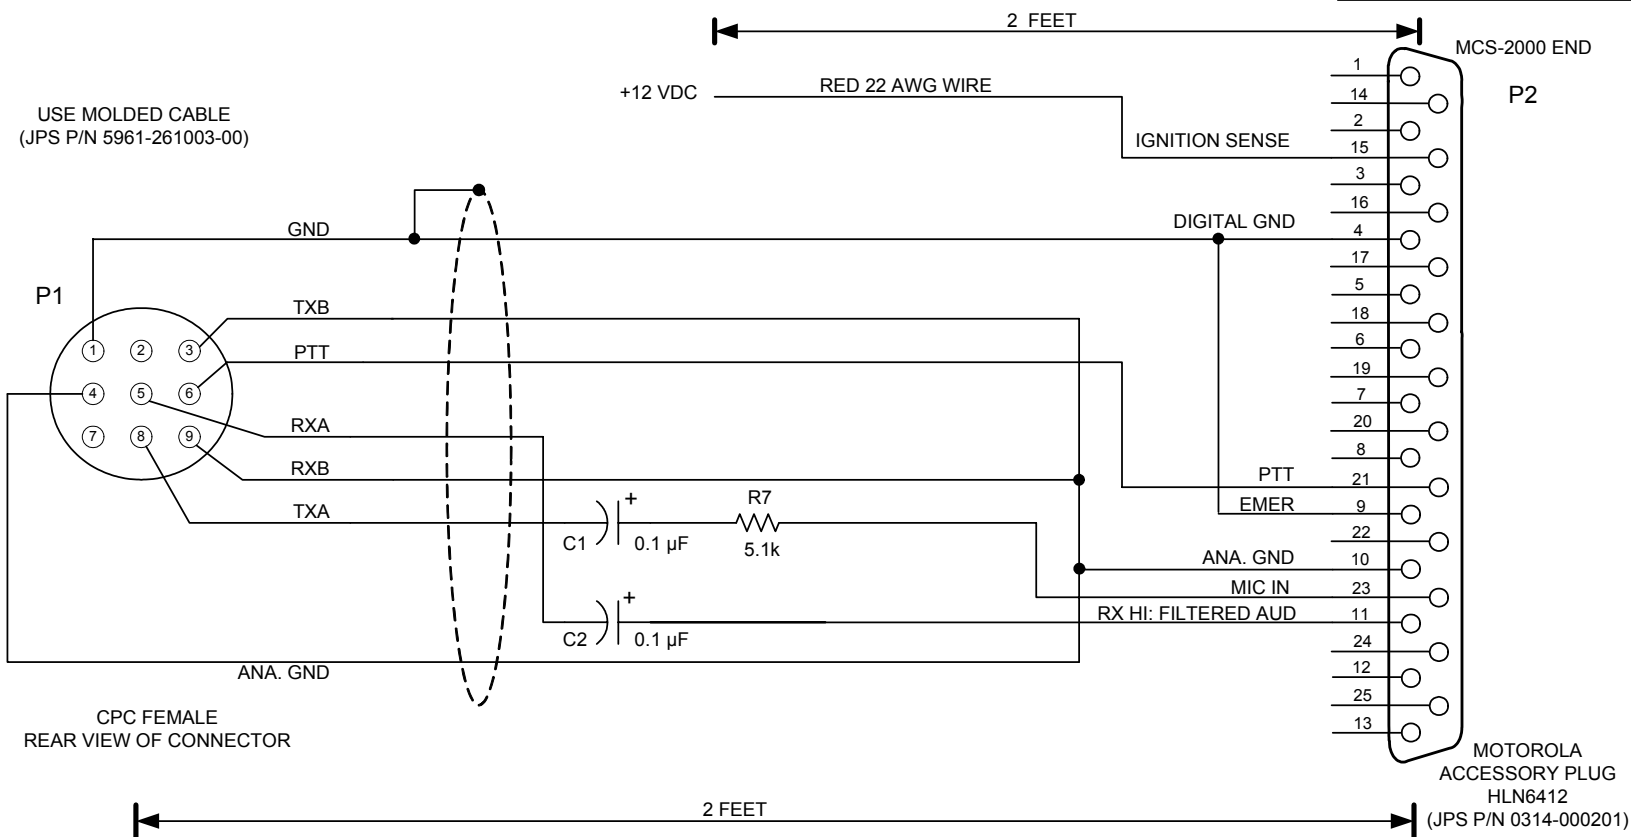 2 FEET
MCS-2000 END
P2
+12 VDC
RED 22 AWG WIRE
USE MOLDED CABLE
(JPS P/N 5961-261003-00)
IGNITION SENSE
GND
DIGITAL GND
P1
TXB
PTT
RXA
RXB
TXA
1
2
3
4
5
6
7
8
9
C1
+
0.1 µF
R7
5.1k
C2
+
0.1 µF
ANA. GND
PTT
EMER
ANA. GND
MIC IN
RX HI: FILTERED AUD
1
14
2
15
3
16
4
17
5
18
6
19
7
20
8
21
9
22
10
23
11
24
12
25
13
CPC FEMALE
REAR VIEW OF CONNECTOR
MOTOROLA
ACCESSORY PLUG
HLN6412
(JPS P/N 0314-000201)
2 FEET